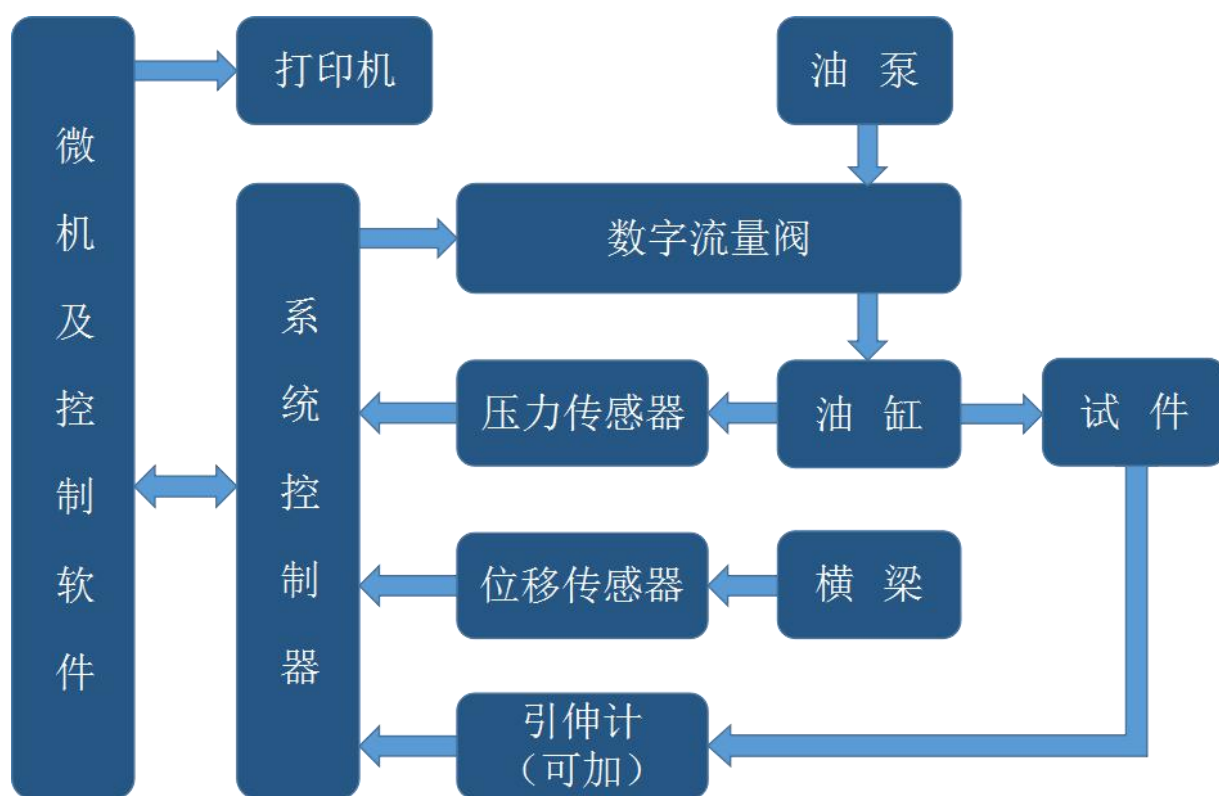 微机及控制软件
打印机
油泵
系统控制器
数字流量阀
压力传感器
油缸
试件
位移传感器
横梁
引伸计
（可加）